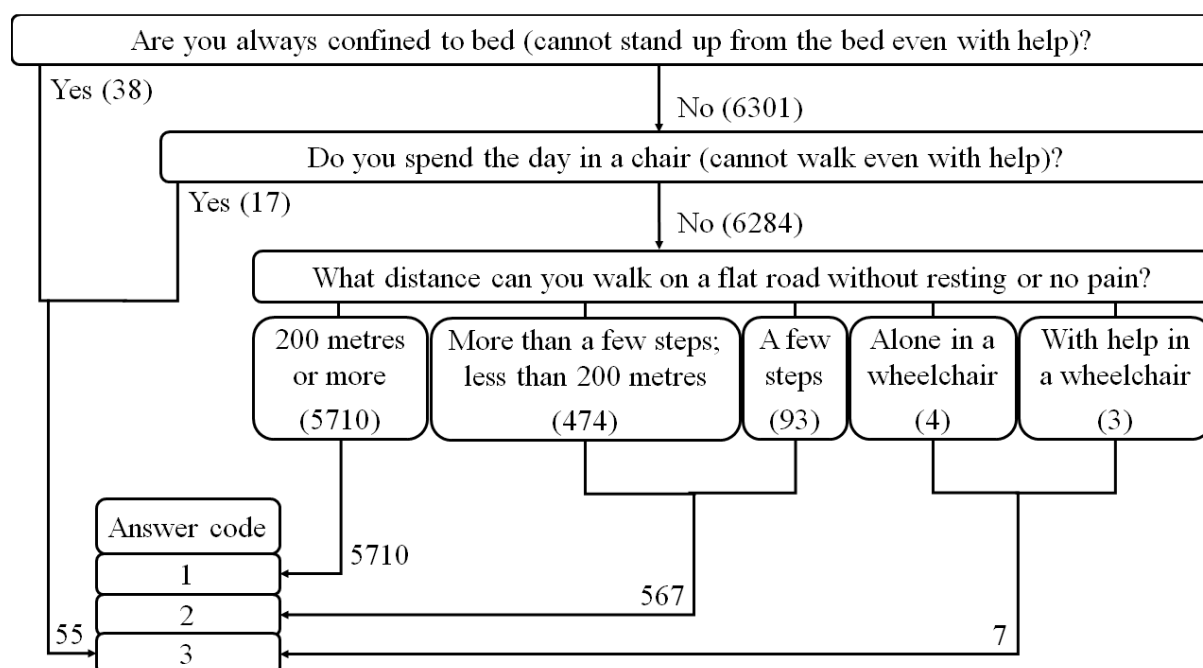 Are you always confined to bed (cannot stand up from the bed even with help)?
Yes (38)
No (6301)
Do you spend the day in a chair (cannot walk even with help)?
Yes (17)
No (6284)
What distance can you walk on a flat road without resting or no pain?
200 metres
or more
(5710)
More than a few steps;
less than 200 metres
(474)
A few
steps
(93)
Alone in a
wheelchair
(4)
With help in
a wheelchair
(3)
Answer code
1
5710
2
567
3
55
7